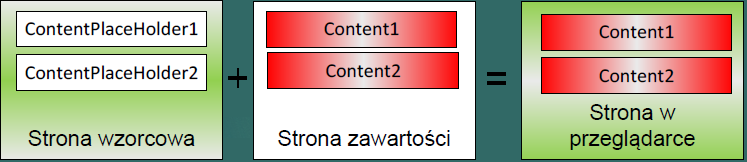 ContentPlaceHolder1
ContentPlaceHolder2
Strona wzorcowa
+
Content1
Content2
Strona zawartości
=
Content1
Content2
Strona w
przeglądarce